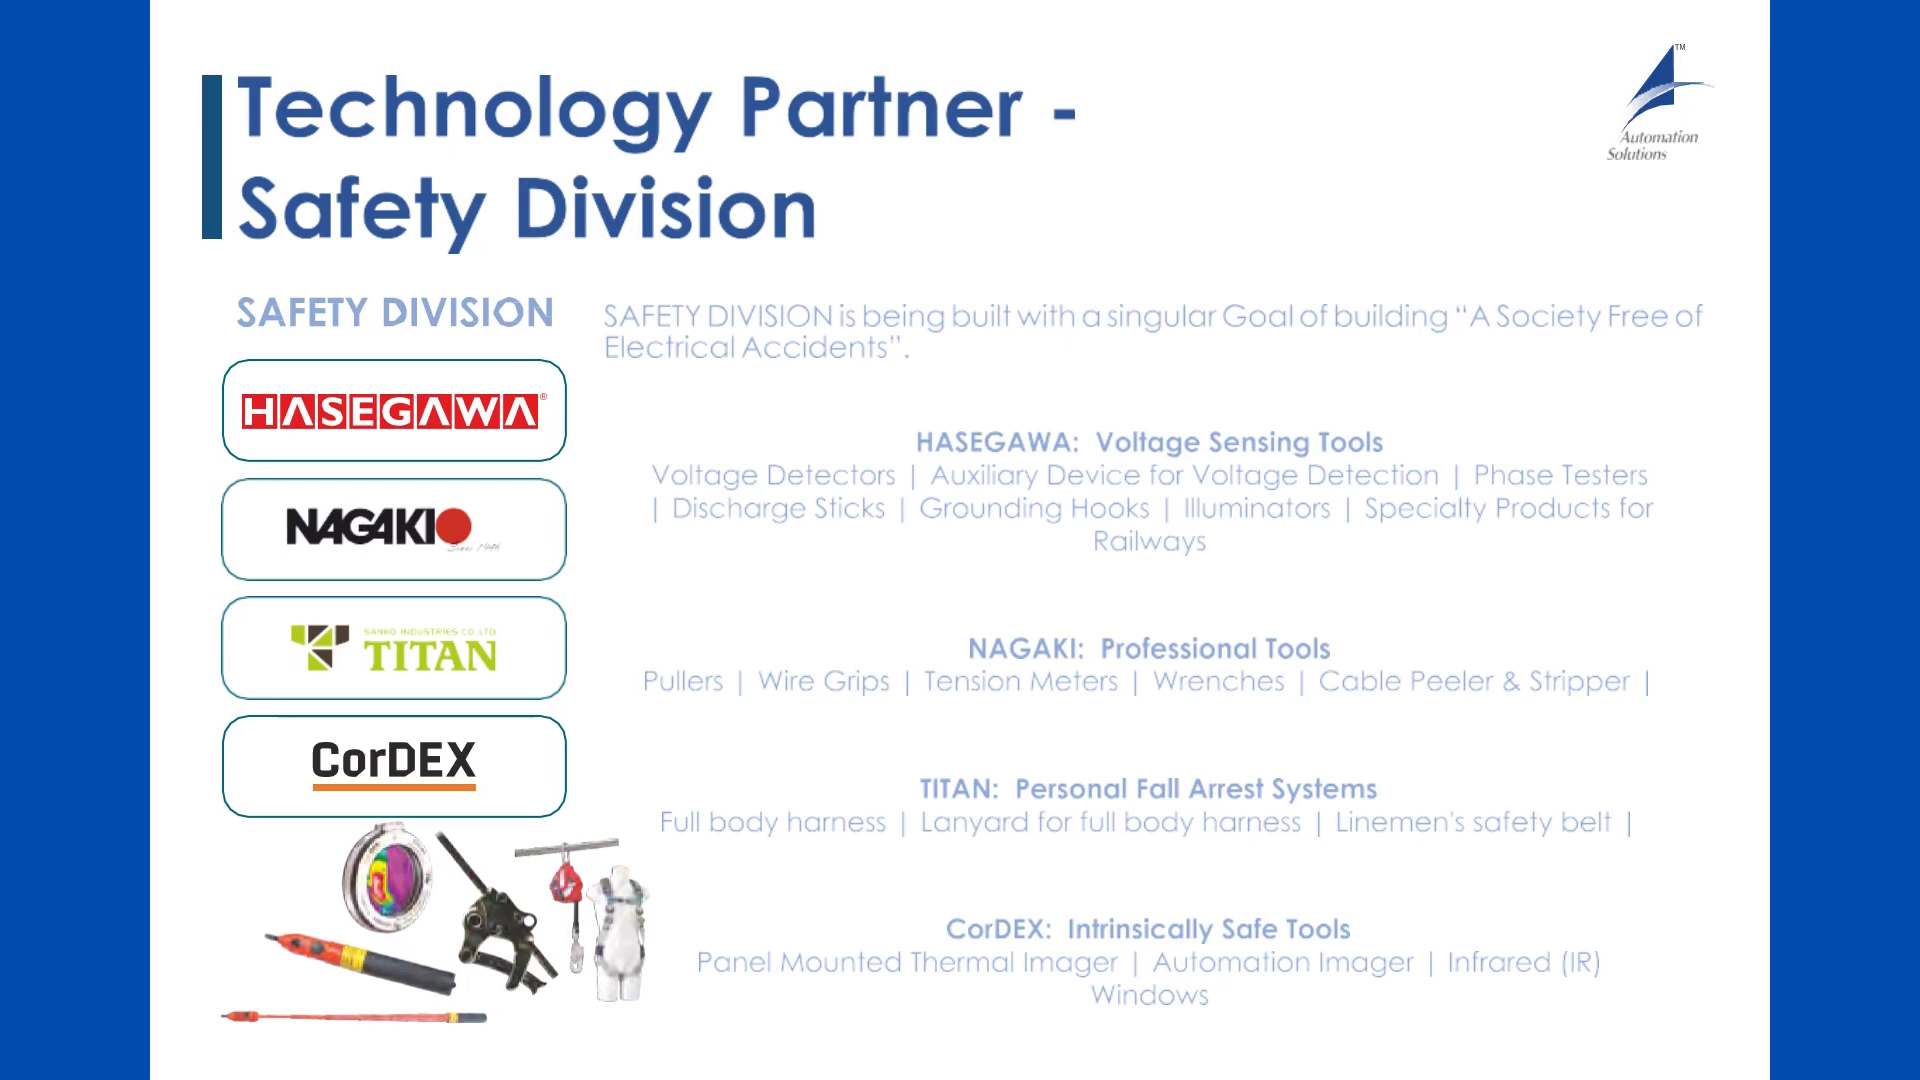 Technology Partner -
Safety Division
TM
Automation
Solutions
SAFETY DIVISION
HASEGAWA®
NAGAKI
Since 1946
SANKO INDUSTRIES CO.,LTD.
TITAN
CorDEX
SAFETY DIVISION is being built with a singular Goal of building “A Society Free of
Electrical Accidents”.
HASEGAWA: Voltage Sensing Tools
Voltage Detectors | Auxiliary Device for Voltage Detection | Phase Testers
| Discharge Sticks | Grounding Hooks | Illuminators | Specialty Products for
Railways
NAGAKI: Professional Tools
Pullers | Wire Grips | Tension Meters | Wrenches | Cable Peeler & Stripper |
TITAN: Personal Fall Arrest Systems
Full body harness | Lanyard for full body harness | Linemen's safety belt |
CorDEX: Intrinsically Safe Tools
Panel Mounted Thermal Imager | Automation Imager | Infrared (IR)
Windows